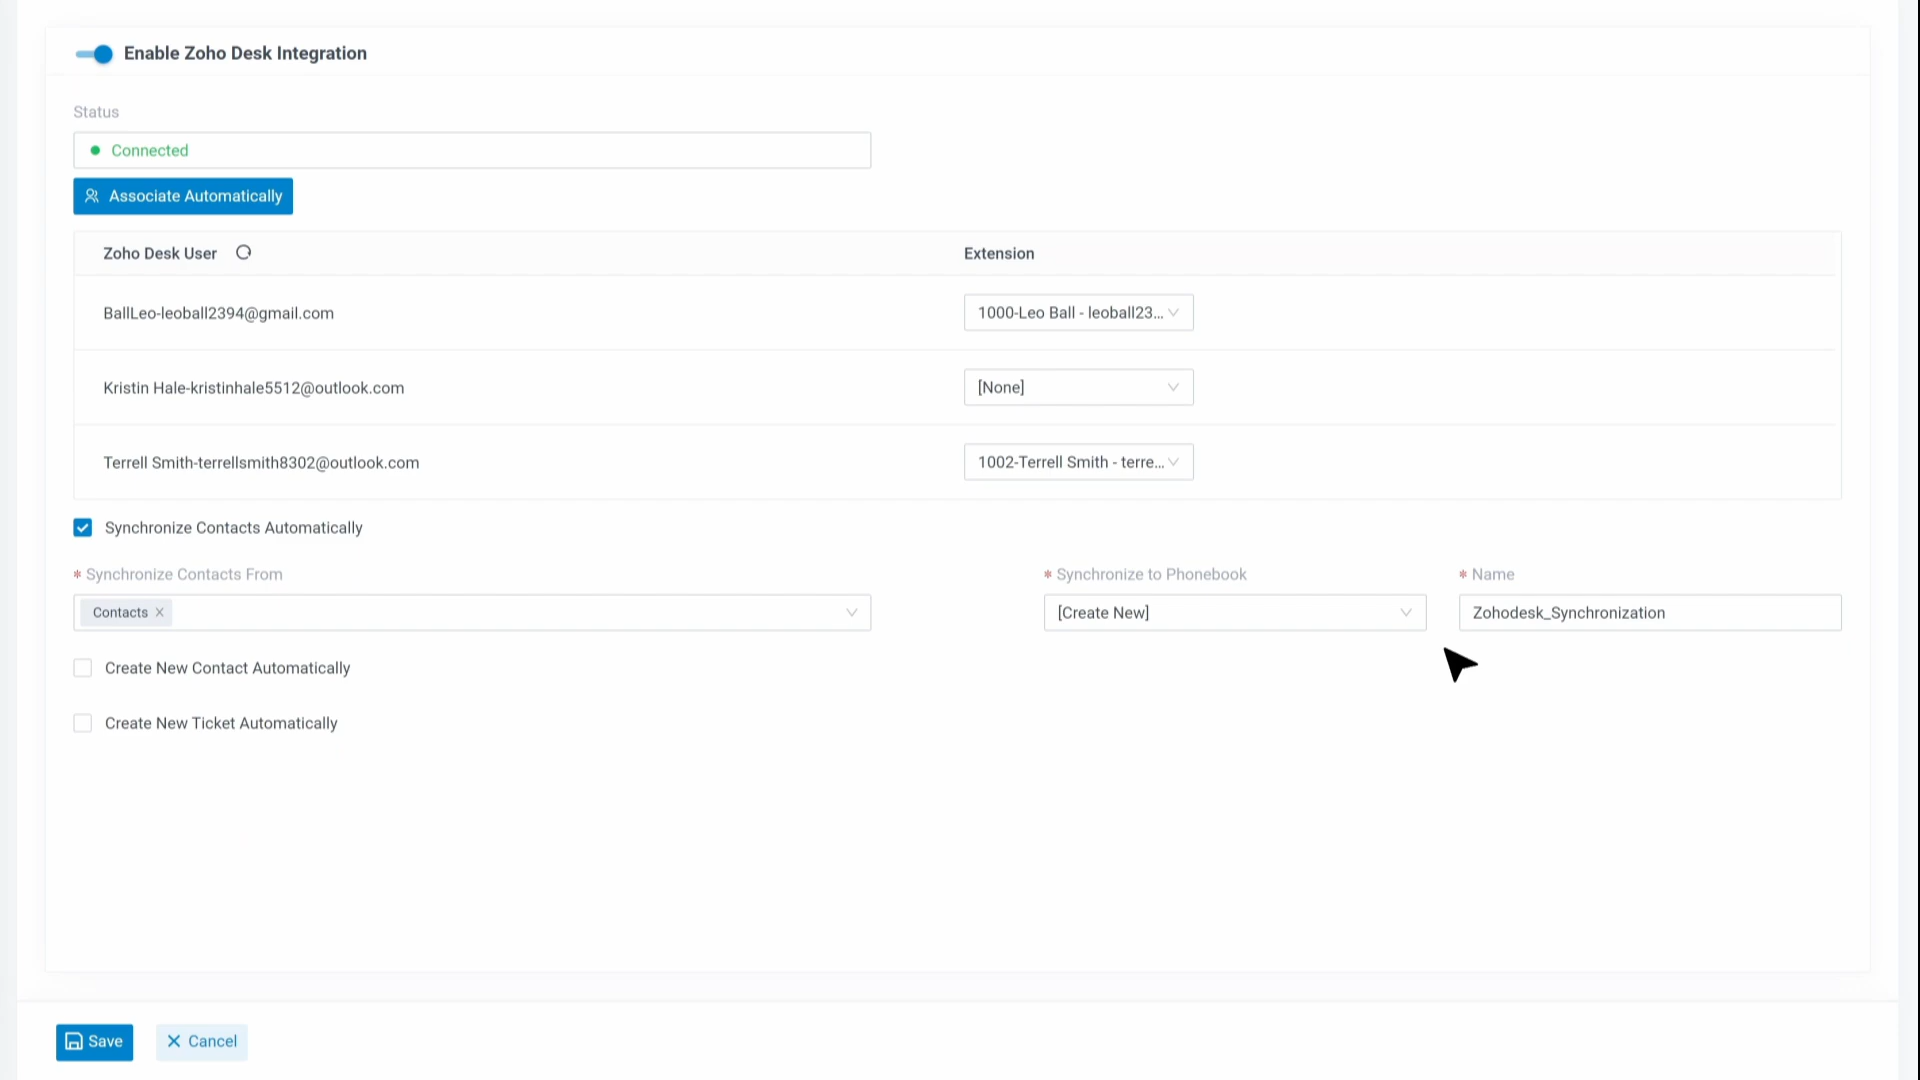 Enable Zoho Desk Integration
Status
Connected
Associate Automatically
Zoho Desk User Extension
BallLeo-leoball2394@gmail.com 1000-Leo Ball - leoball23...
Kristin Hale-kristinhale5512@outlook.com [None]
Terrell Smith-terrellsmith8302@outlook.com 1002-Terrell Smith - terre...
Synchronize Contacts Automatically
* Synchronize Contacts From * Synchronize to Phonebook * Name
Contacts [Create New] Zohodesk_Synchronization
Create New Contact Automatically
Create New Ticket Automatically
Save Cancel